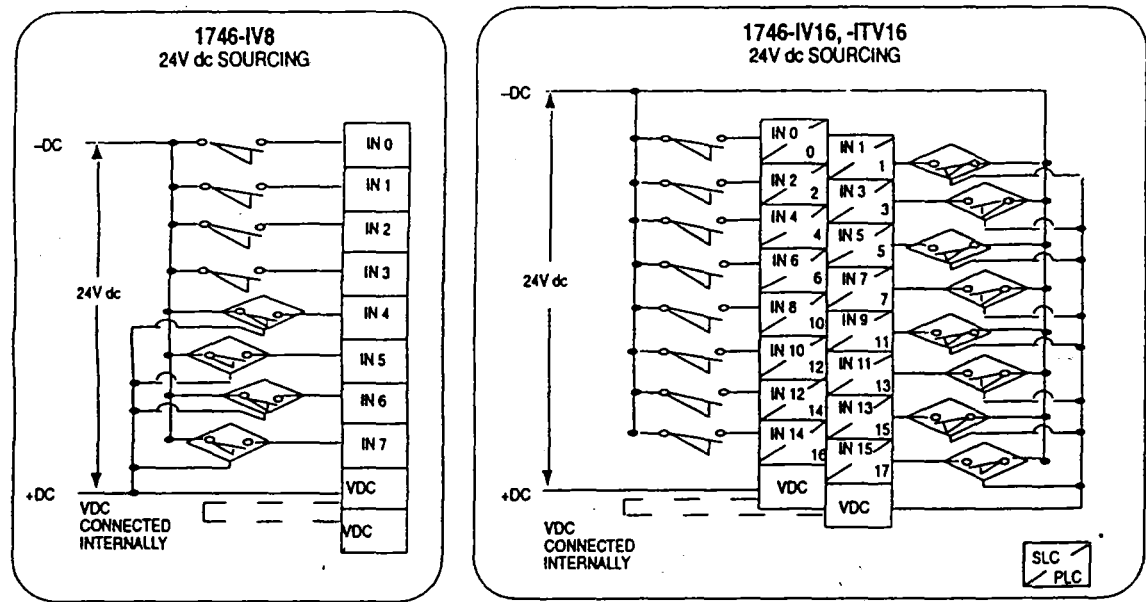 1746-IV8
24V dc SOURCING
–DC
24V dc
+DC
VDC
CONNECTED
INTERNALLY
IN 0
IN 1
IN 2
IN 3
IN 4
IN 5
IN 6
IN 7
VDC
VDC
1746-IV16, -ITV16
24V dc SOURCING
–DC
24V dc
+DC
VDC
CONNECTED
INTERNALLY
IN 0
0
IN 1
1
IN 2
2
IN 3
3
IN 4
4
IN 5
5
IN 6
6
IN 7
7
IN 8
10
IN 9
11
IN 10
12
IN 11
13
IN 12
14
IN 13
15
IN 14
16
IN 15
17
VDC
VDC
SLC
PLC